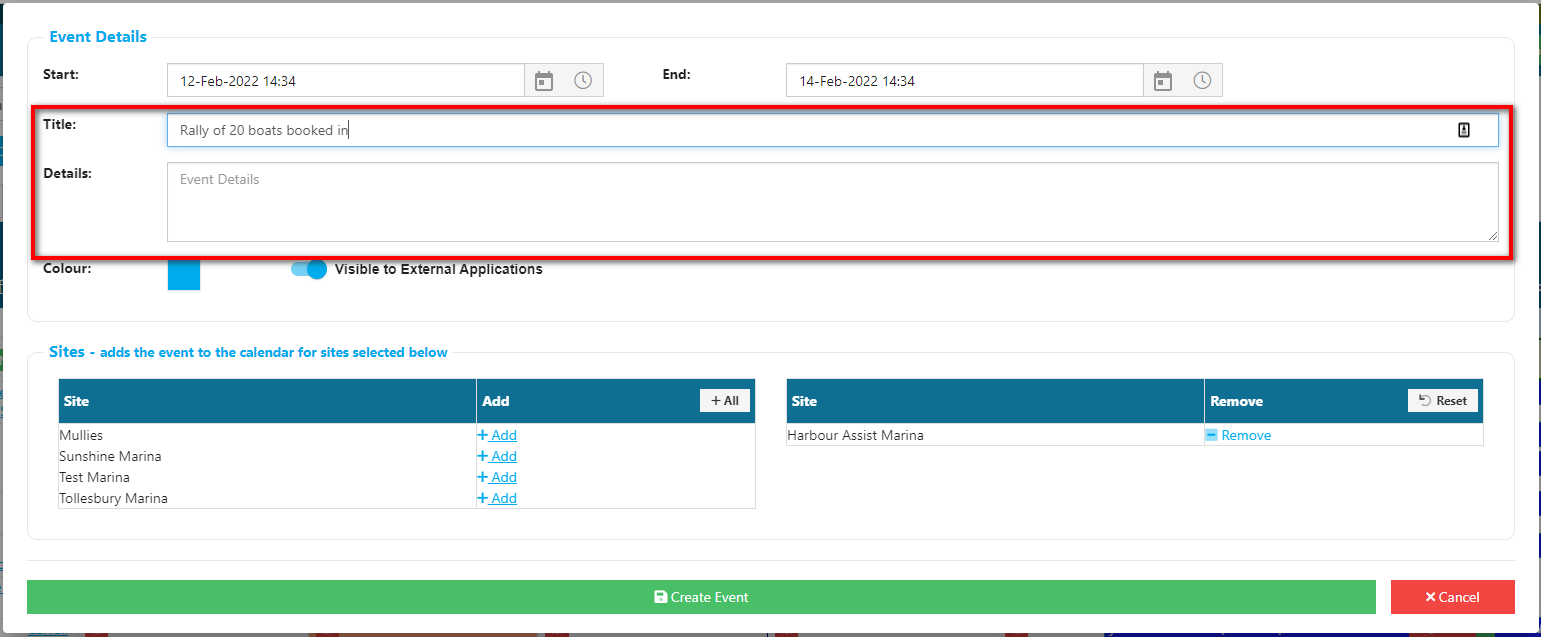 Event Details
Start: 12-Feb-2022 14:34 End: 14-Feb-2022 14:34
Title: Rally of 20 boats booked in
Details: Event Details
Colour: Visible to External Applications
Sites - adds the event to the calendar for sites selected below
Site Add + All Site Remove Reset
Mullies + Add Harbour Assist Marina Remove
Sunshine Marina + Add
Test Marina + Add
Tollesbury Marina + Add
Create Event × Cancel